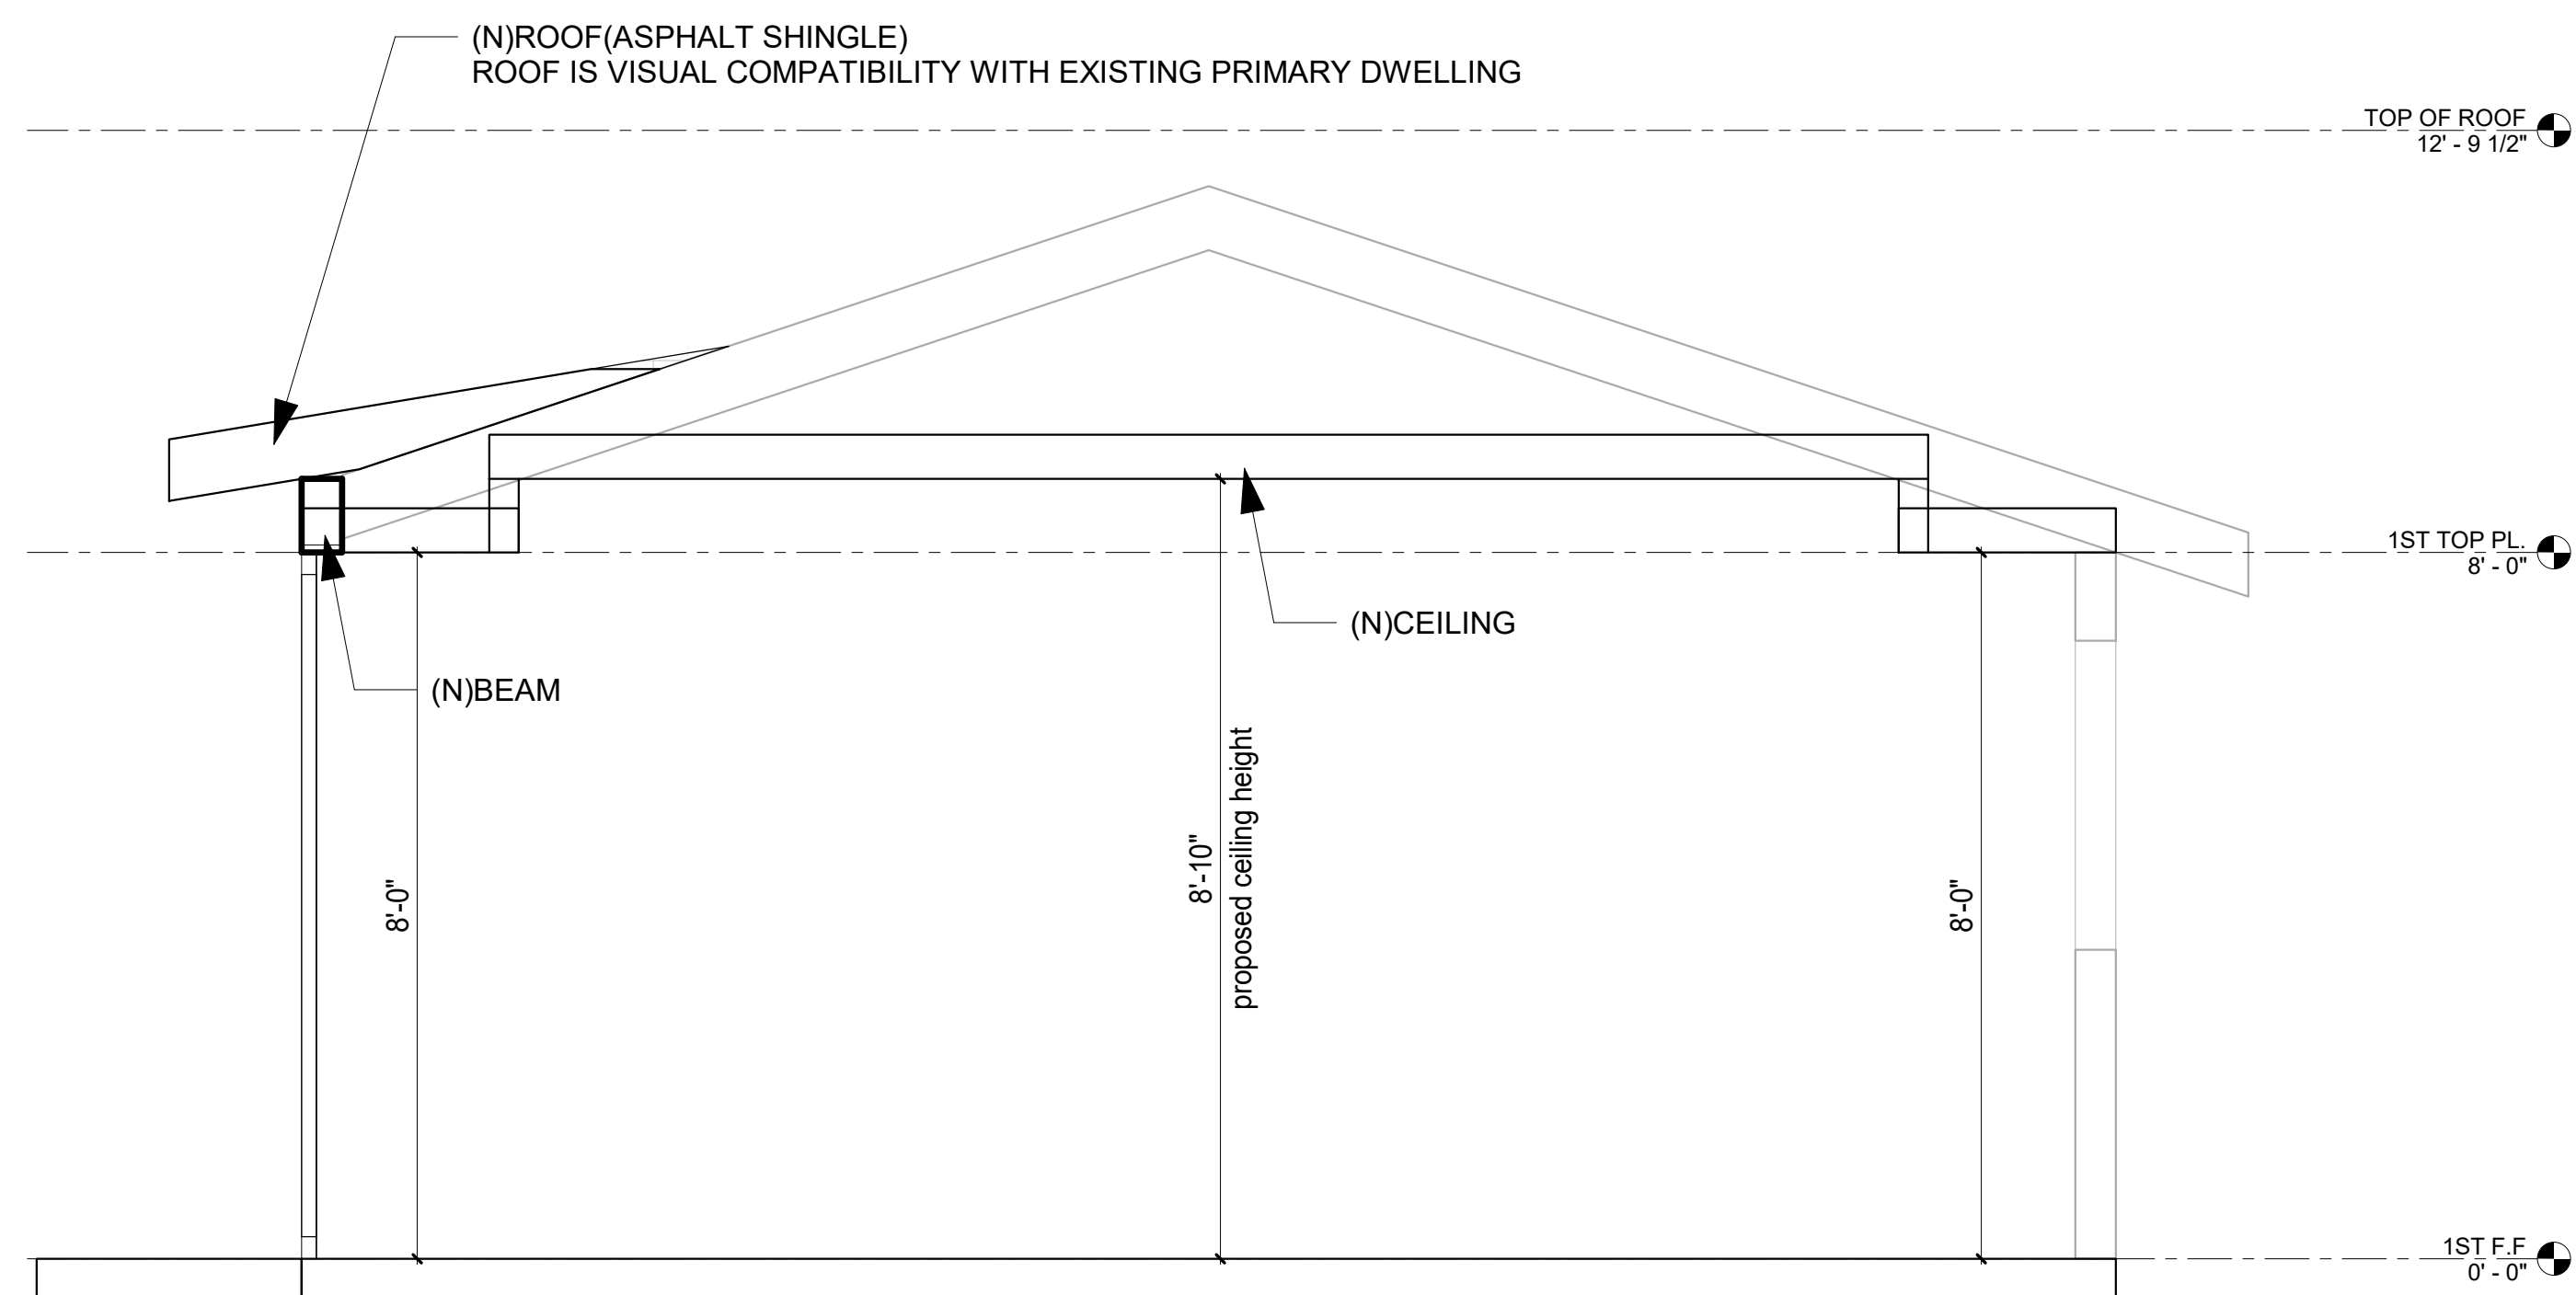 (N)ROOF(ASPHALT SHINGLE)
ROOF IS VISUAL COMPATIBILITY WITH EXISTING PRIMARY DWELLING
TOP OF ROOF
12' - 9 1/2"
1ST TOP PL.
8' - 0"
(N)CEILING
(N)BEAM
8'-0"
8'-10"
proposed ceiling height
8'-0"
1ST F.F
0' - 0"